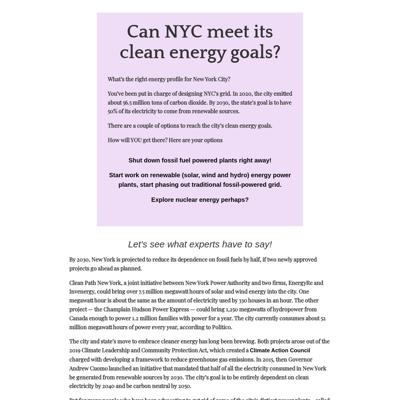 Can NYC meet its
clean energy goals?
What's the right energy profile for New York City?
You've been put in charge of designing NYC's grid. In 2020, the city emitted
about 56.5 million tons of carbon dioxide. By 2030, the state's goal is to have
50% of its electricity to come from renewable sources.
There are a couple of options to reach the city's clean energy goals.
How will YOU get there? Here are your options
Shut down fossil fuel powered plants right away!
Start work on renewable (solar, wind and hydro) energy power
plants, start phasing out traditional fossil-powered grid.
Explore nuclear energy perhaps?
Let's see what experts have to say!
By 2030, New York is projected to reduce its dependence on fossil fuels by half, if two newly approved
projects go ahead as planned.
Clean Path New York, a joint initiative between New York Power Authority and two firms, EnergyRe and
Invenergy, could bring over 7.5 million megawatt hours of solar and wind energy into the city. One
megawatt hour is about the same as the amount of electricity used by 330 houses in an hour. The other
project — the Champlain Hudson Power Express — could bring 1,250 megawatts of hydropower from
Canada enough to power 1.2 million families with power for a year. The city currently consumes about 52
million megawatt hours of power every year, according to Politico.
The city and state's move to embrace cleaner energy has long been brewing. Both projects arose out of the
2019 Climate Leadership and Community Protection Act, which created a Climate Action Council
charged with developing a framework to reduce greenhouse gas emissions. In 2015, then Governor
Andrew Cuomo launched an initiative that mandated that half of all the electricity consumed in New York
be generated from renewable sources by 2030. The city's goal is to be entirely dependent on clean
electricity by 2040 and be carbon neutral by 2050.